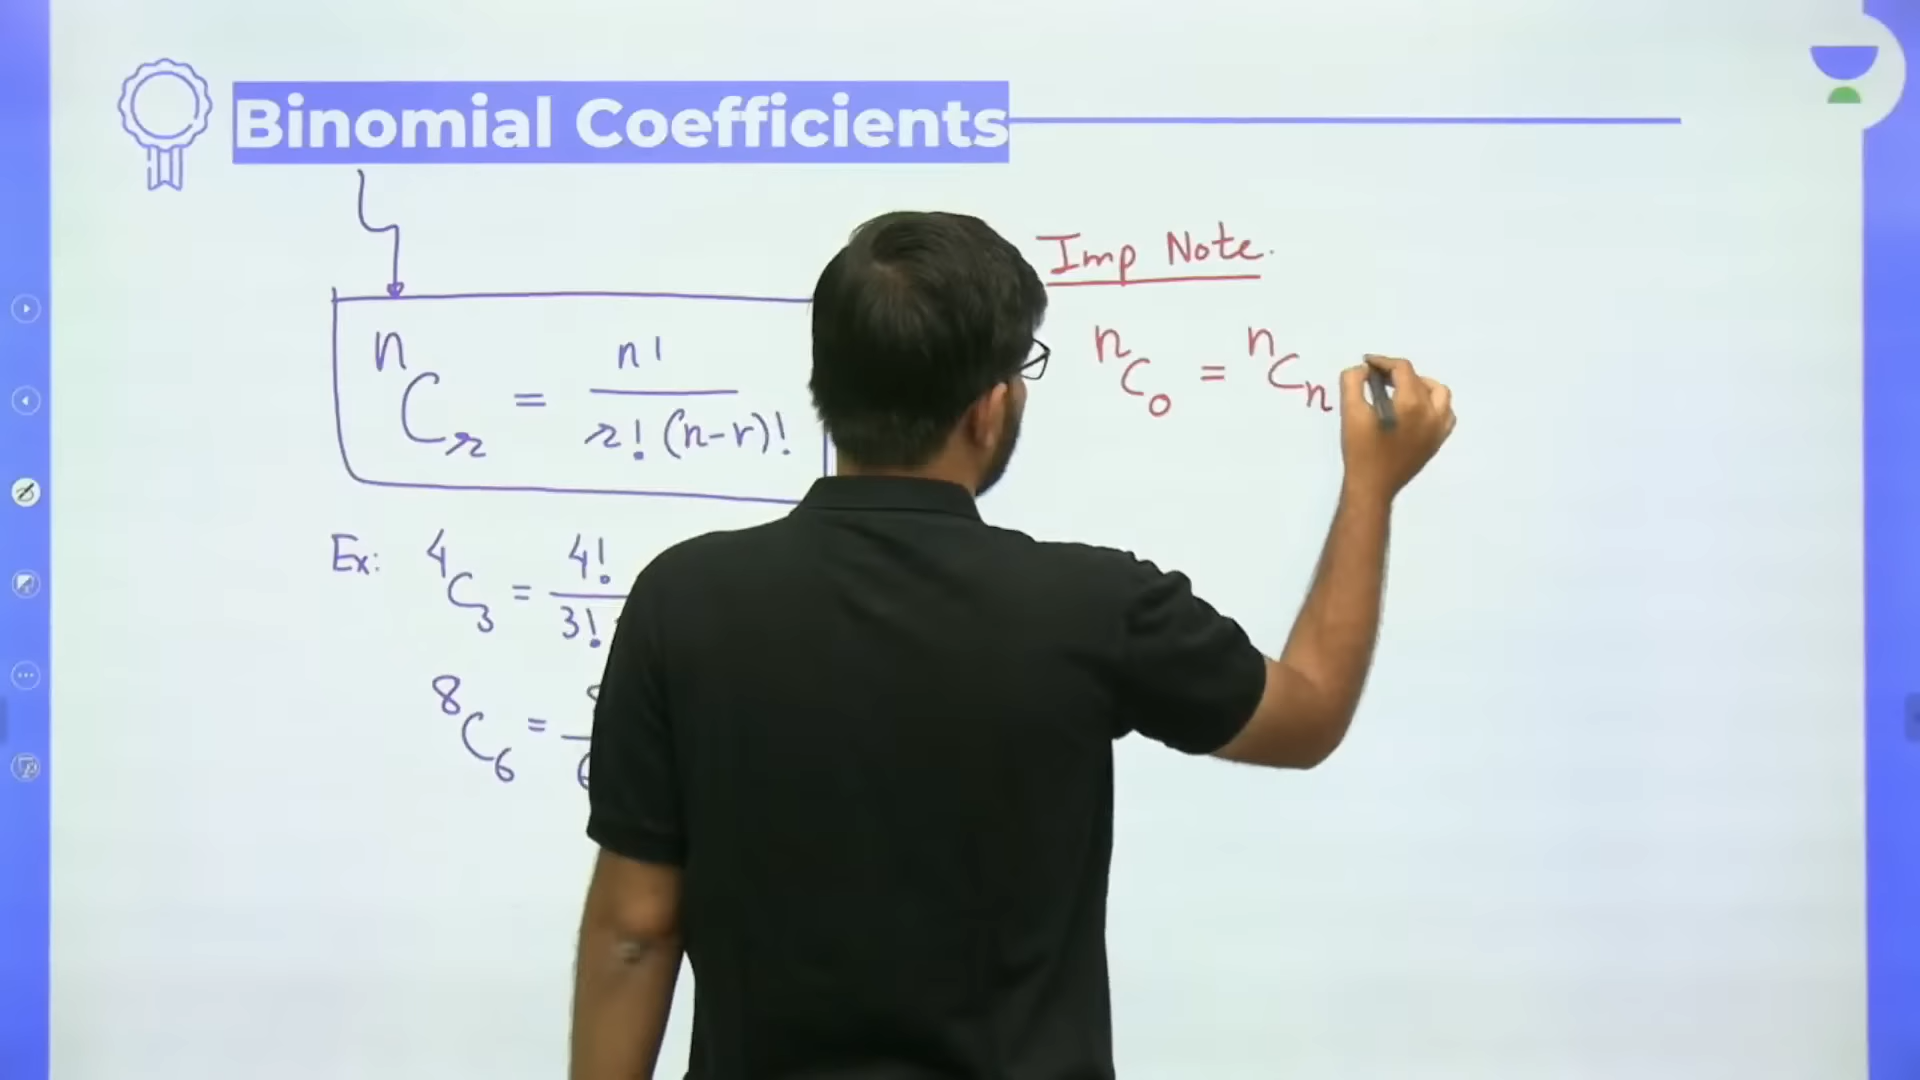 Binomial Coefficients
nCr = n! / r! (n-r)!
Ex: 4C3 = 4! / 3!
8C6 =
Imp Note.
nC0 = nCn